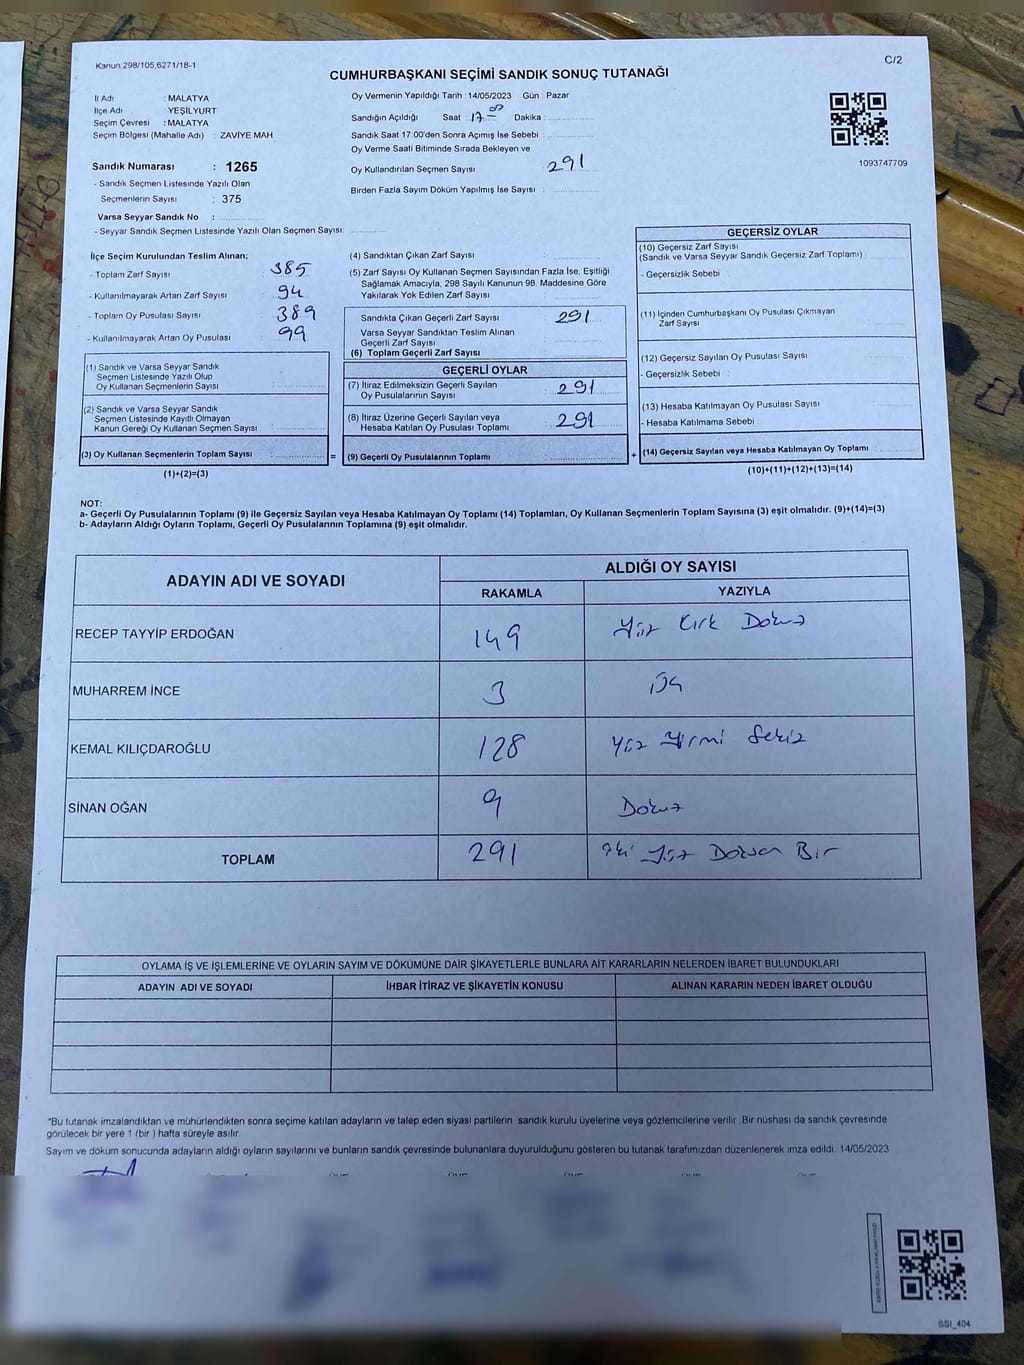 Kanun:298/105,6271/18-1
C/2
CUMHURBAŞKANI SEÇİMİ SANDIK SONUÇ TUTANAĞI
İl Adı : MALATYA
İlçe Adı : YEŞİLYURT
Seçim Çevresi : MALATYA
Seçim Bölgesi (Mahalle Adı) : ZAVİYE MAH
Sandık Numarası : 1265
- Sandık Seçmen Listesinde Yazılı Olan
Seçmenlerin Sayısı : 375
Varsa Seyyar Sandık No :
- Seyyar Sandık Seçmen Listesinde Yazılı Olan Seçmen Sayısı:
Oy Vermenin Yapıldığı Tarih : 14/05/2023 Gün : Pazar
Sandığın Açıldığı Saat : 17 00 Dakika :
Sandık Saat 17:00'den Sonra Açımış İse Sebebi :
Oy Verme Saati Bitiminde Sırada Bekleyen ve
Oy Kullandırılan Seçmen Sayısı 291
Birden Fazla Sayım Döküm Yapılmış İse Sayısı :
1093747709
İlçe Seçim Kurulundan Teslim Alınan;
- Toplam Zarf Sayısı : 385
- Kullanılmayarak Artan Zarf Sayısı : 94
- Toplam Oy Pusulası Sayısı : 389
- Kullanılmayarak Artan Oy Pusulası : 99
(1) Sandık ve Varsa Seyyar Sandık
Seçmen Listesinde Yazılı Olup
Oy Kullanan Seçmenlerin Sayısı :
(2) Sandık ve Varsa Seyyar Sandık
Seçmen Listesinde Kayıtlı Olmayan
Kanun Gereği Oy Kullanan Seçmen Sayısı :
(3) Oy Kullanan Seçmenlerin Toplam Sayısı :
(1)+(2)=(3)
(4) Sandıktan Çıkan Zarf Sayısı :
(5) Zarf Sayısı Oy Kullanan Seçmen Sayısından Fazla İse, Eşitliği
Sağlamak Amacıyla, 298 Sayılı Kanunun 98. Maddesine Göre
Yakılarak Yok Edilen Zarf Sayısı :
Sandıkta Çıkan Geçerli Zarf Sayısı : 291
Varsa Seyyar Sandıktan Teslim Alınan
Geçerli Zarf Sayısı :
(6) Toplam Geçerli Zarf Sayısı :
GEÇERLİ OYLAR
(7) İtiraz Edilmeksizin Geçerli Sayılan
Oy Pusulalarının Sayısı : 291
(8) İtiraz Üzerine Geçerli Sayılan veya
Hesaba Katılan Oy Pusulası Toplamı : 291
= (9) Geçerli Oy Pusulalarının Toplamı :
GEÇERSİZ OYLAR
(10) Geçersiz Zarf Sayısı
(Sandık ve Varsa Seyyar Sandık Geçersiz Zarf Toplamı) :
- Geçersizlik Sebebi :
(11) İçinden Cumhurbaşkanı Oy Pusulası Çıkmayan
Zarf Sayısı :
(12) Geçersiz Sayılan Oy Pusulası Sayısı :
- Geçersizlik Sebebi :
(13) Hesaba Katılmayan Oy Pusulası Sayısı :
- Hesaba Katılmama Sebebi :
+ (14) Geçersiz Sayılan veya Hesaba Katılmayan Oy Toplamı :
(10)+(11)+(12)+(13)=(14)
NOT:
a- Geçerli Oy Pusulalarının Toplamı (9) ile Geçersiz Sayılan veya Hesaba Katılmayan Oy Toplamı (14) Toplamları, Oy Kullanan Seçmenlerin Toplam Sayısına (3) eşit olmalıdır. (9)+(14)=(3)
b- Adayların Aldığı Oyların Toplamı, Geçerli Oy Pusulalarının Toplamına (9) eşit olmalıdır.
ADAYIN ADI VE SOYADI
ALDIĞI OY SAYISI
RAKAMLA YAZIYLA
RECEP TAYYİP ERDOĞAN 149 Yüz Kırk Dokuz
MUHARREM İNCE 3 Üç
KEMAL KILIÇDAROĞLU 128 Yüz Yirmi Sekiz
SİNAN OĞAN 9 Dokuz
TOPLAM 291 iki Yüz Doksan Bir
OYLAMA İŞ VE İŞLEMLERİNE VE OYLARIN SAYIM VE DÖKÜMÜNE DAİR ŞİKAYETLERLE BUNLARA AİT KARARLARIN NELERDEN İBARET BULUNDUKLARI
ADAYIN ADI VE SOYADI İHBAR İTİRAZ VE ŞİKAYETİN KONUSU ALINAN KARARIN NEDEN İBARET OLDUĞU
*Bu tutanak imzalandıktan ve mühürlendikten sonra seçime katılan adayların ve talep eden siyasi partilerin sandık kurulu üyelerine veya gözlemcilerine verilir. Bir nüshası da sandık çevresinde
görülecek bir yere 1 (bir ) hafta süreyle asılır.
Sayım ve döküm sonucunda adayların aldığı oyların sayılarını ve bunların sandık çevresinde bulunanlara duyurulduğunu gösteren bu tutanak tarafımızdan düzenlenerek imza edildi. 14/05/2023
SSI_404